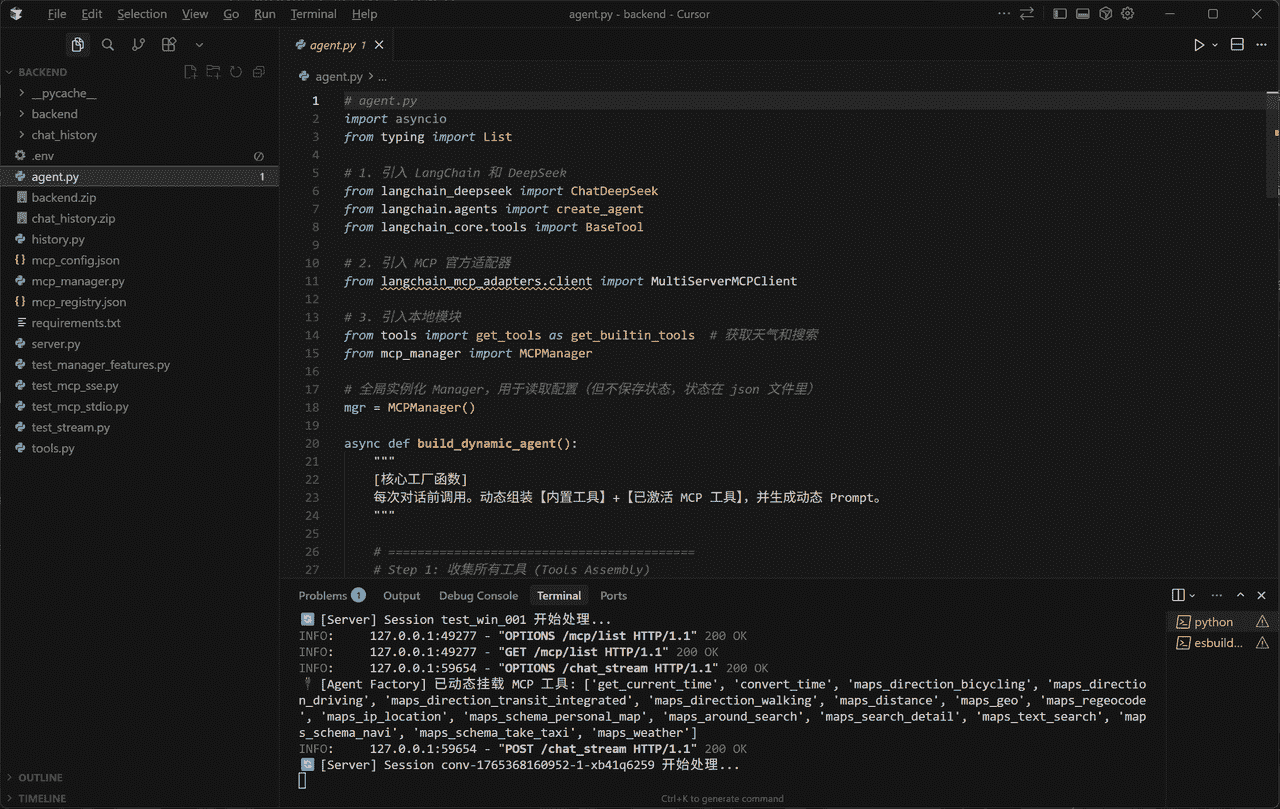 File Edit Selection View Go Run Terminal Help
agent.py - backend - Cursor
BACKEND
__pycache__
backend
chat_history
.env
agent.py 1
backend.zip
chat_history.zip
history.py
mcp_config.json
mcp_manager.py
mcp_registry.json
requirements.txt
server.py
test_manager_features.py
test_mcp_sse.py
test_mcp_stdio.py
test_stream.py
tools.py
OUTLINE
TIMELINE
agent.py 1
agent.py > ...
1 # agent.py
2 import asyncio
3 from typing import List
4
5 # 1. 引入 LangChain 和 DeepSeek
6 from langchain_deepseek import ChatDeepSeek
7 from langchain.agents import create_agent
8 from langchain_core.tools import BaseTool
9
10 # 2. 引入 MCP 官方适配器
11 from langchain_mcp_adapters.client import MultiServerMCPClient
12
13 # 3. 引入本地模块
14 from tools import get_tools as get_builtin_tools # 获取天气和搜索
15 from mcp_manager import MCPManager
16
17 # 全局实例化 Manager，用于读取配置（但不保存状态，状态在 json 文件里）
18 mgr = MCPManager()
19
20 async def build_dynamic_agent():
21 """
22 [核心工厂函数]
23 每次对话前调用。动态组装【内置工具】+【已激活 MCP 工具】，并生成动态 Prompt。
24 """
25
26 # ==========================================
27 # Step 1: 收集所有工具 (Tools Assembly)
Problems 1 Output Debug Console Terminal Ports
[Server] Session test_win_001 开始处理...
INFO: 127.0.0.1:49277 - "OPTIONS /mcp/list HTTP/1.1" 200 OK
INFO: 127.0.0.1:49277 - "GET /mcp/list HTTP/1.1" 200 OK
INFO: 127.0.0.1:59654 - "OPTIONS /chat_stream HTTP/1.1" 200 OK
[Agent Factory] 已动态挂载 MCP 工具: ['get_current_time', 'convert_time', 'maps_direction_bicycling', 'maps_directio
n_driving', 'maps_direction_transit_integrated', 'maps_direction_walking', 'maps_distance', 'maps_geo', 'maps_regeocode
', 'maps_ip_location', 'maps_schema_personal_map', 'maps_around_search', 'maps_search_detail', 'maps_text_search', 'map
s_schema_navi', 'maps_schema_take_taxi', 'maps_weather']
INFO: 127.0.0.1:59654 - "POST /chat_stream HTTP/1.1" 200 OK
[Server] Session conv-1765368160952-1-xb41q6259 开始处理...
python
esbuild...
Ctrl+K to generate command